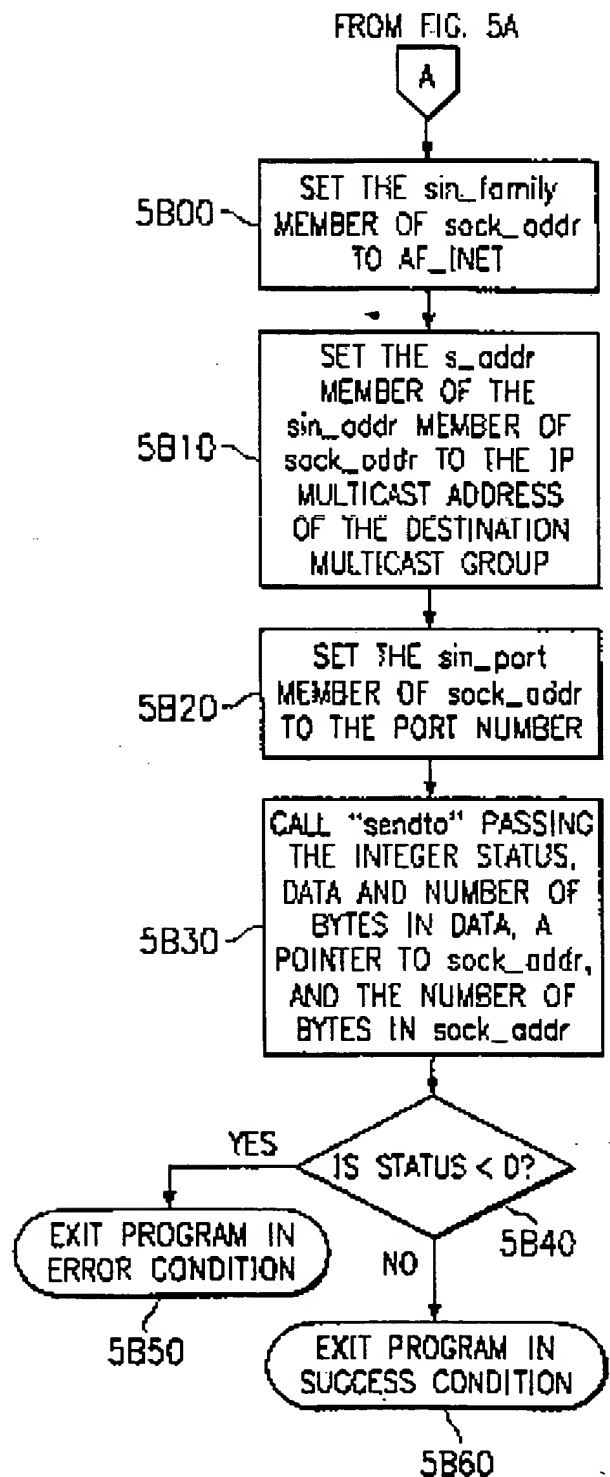 FROM FIG. 5A
A
5B00
SET THE sin_family
MEMBER OF sock_addr
TO AF_INET
5B10
SET THE s_addr
MEMBER OF THE
sin_addr MEMBER OF
sock_addr TO THE IP
MULTICAST ADDRESS
OF THE DESTINATION
MULTICAST GROUP
5B20
SET THE sin_port
MEMBER OF sock_addr
TO THE PORT NUMBER
5B30
CALL "sendto" PASSING
THE INTEGER STATUS,
DATA AND NUMBER OF
BYTES IN DATA, A
POINTER TO sock_addr,
AND THE NUMBER OF
BYTES IN sock_addr
YES
IS STATUS < 0?
5B40
EXIT PROGRAM IN
ERROR CONDITION
5B50
NO
EXIT PROGRAM IN
SUCCESS CONDITION
5B60